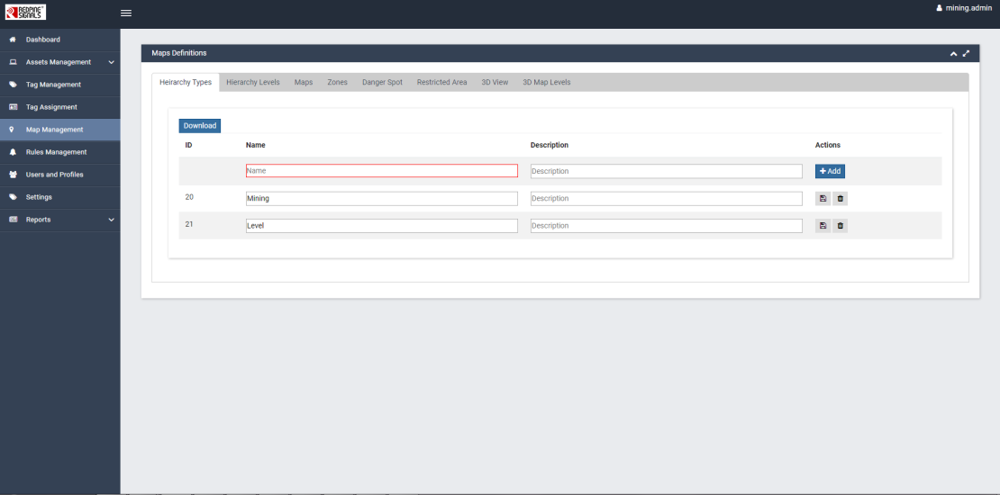 REDPINE®
SIGNALS
mining.admin
Dashboard
Assets Management
Tag Management
Tag Assignment
Map Management
Rules Management
Users and Profiles
Settings
Reports
Maps Definitions
Heirarchy Types Hierarchy Levels Maps Zones Danger Spot Restricted Area 3D View 3D Map Levels
Download
ID Name Description Actions
Name Description + Add
20 Mining Description
21 Level Description